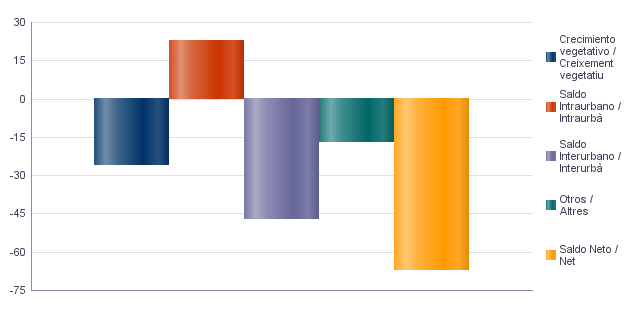 30
15
0
-15
-30
-45
-60
-75
Crecimiento
vegetativo /
Creixement
vegetatiu
Saldo
Intraurbano /
Intraurbà
Saldo
Interurbano /
Interurbà
Otros /
Altres
Saldo Neto /
Net